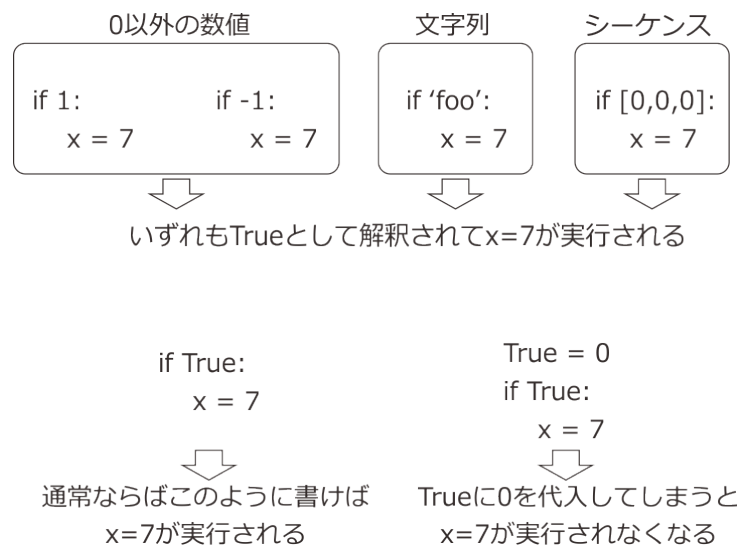 0以外の数値
文字列
シーケンス
if 1:
x = 7
if -1:
x = 7
if ‘foo’:
x = 7
if [0,0,0]:
x = 7
いずれもTrueとして解釈されてx=7が実行される
if True:
x = 7
通常ならばこのように書けば
x=7が実行される
True = 0
if True:
x = 7
Trueに0を代入してしまうと
x=7が実行されなくなる